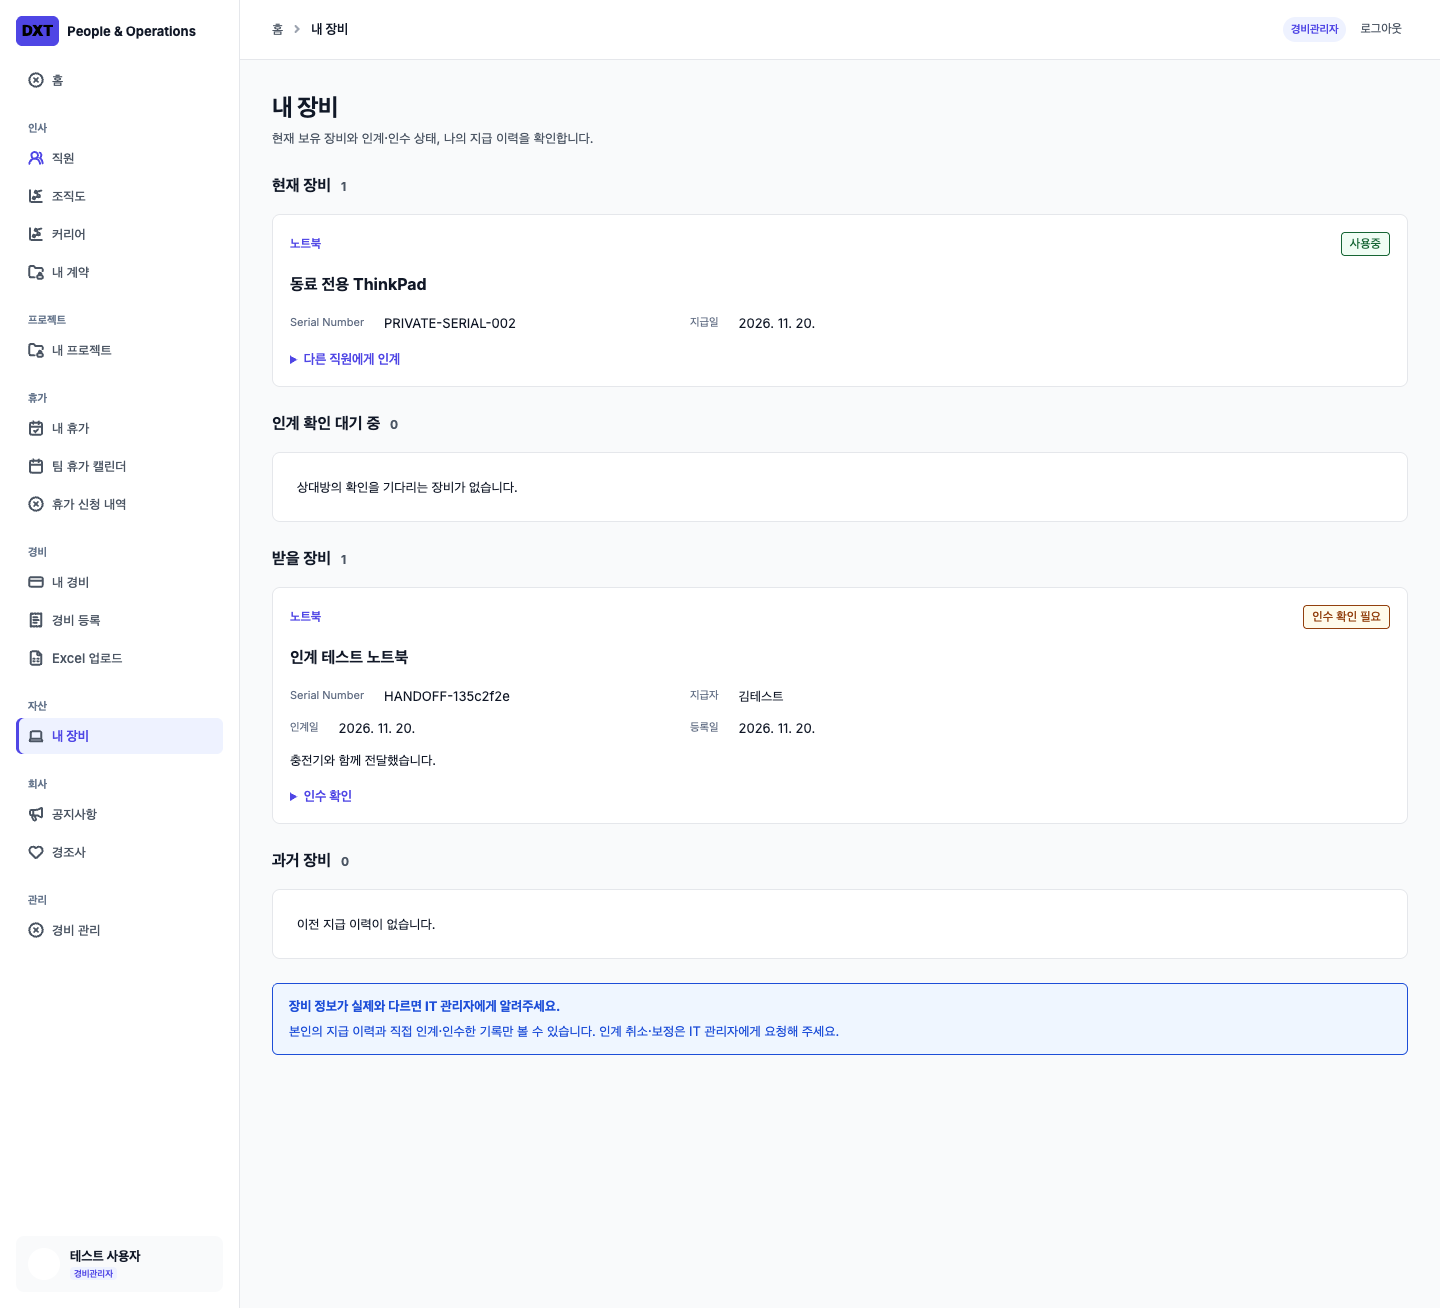 DXT People & Operations
홈
인사
직원
조직도
커리어
내 계약
프로젝트
내 프로젝트
휴가
내 휴가
팀 휴가 캘린더
휴가 신청 내역
경비
내 경비
경비 등록
Excel 업로드
자산
내 장비
회사
공지사항
경조사
관리
경비 관리
테스트 사용자
경비관리자
홈 > 내 장비
경비관리자 로그아웃
내 장비
현재 보유 장비와 인계·인수 상태, 나의 지급 이력을 확인합니다.
현재 장비 1
노트북 사용중
동료 전용 ThinkPad
Serial Number PRIVATE-SERIAL-002 지급일 2026. 11. 20.
▶ 다른 직원에게 인계
인계 확인 대기 중 0
상대방의 확인을 기다리는 장비가 없습니다.
받을 장비 1
노트북 인수 확인 필요
인계 테스트 노트북
Serial Number HANDOFF-135c2f2e 지급자 김테스트
인계일 2026. 11. 20. 등록일 2026. 11. 20.
충전기와 함께 전달했습니다.
▶ 인수 확인
과거 장비 0
이전 지급 이력이 없습니다.
장비 정보가 실제와 다르면 IT 관리자에게 알려주세요.
본인의 지급 이력과 직접 인계·인수한 기록만 볼 수 있습니다. 인계 취소·보정은 IT 관리자에게 요청해 주세요.